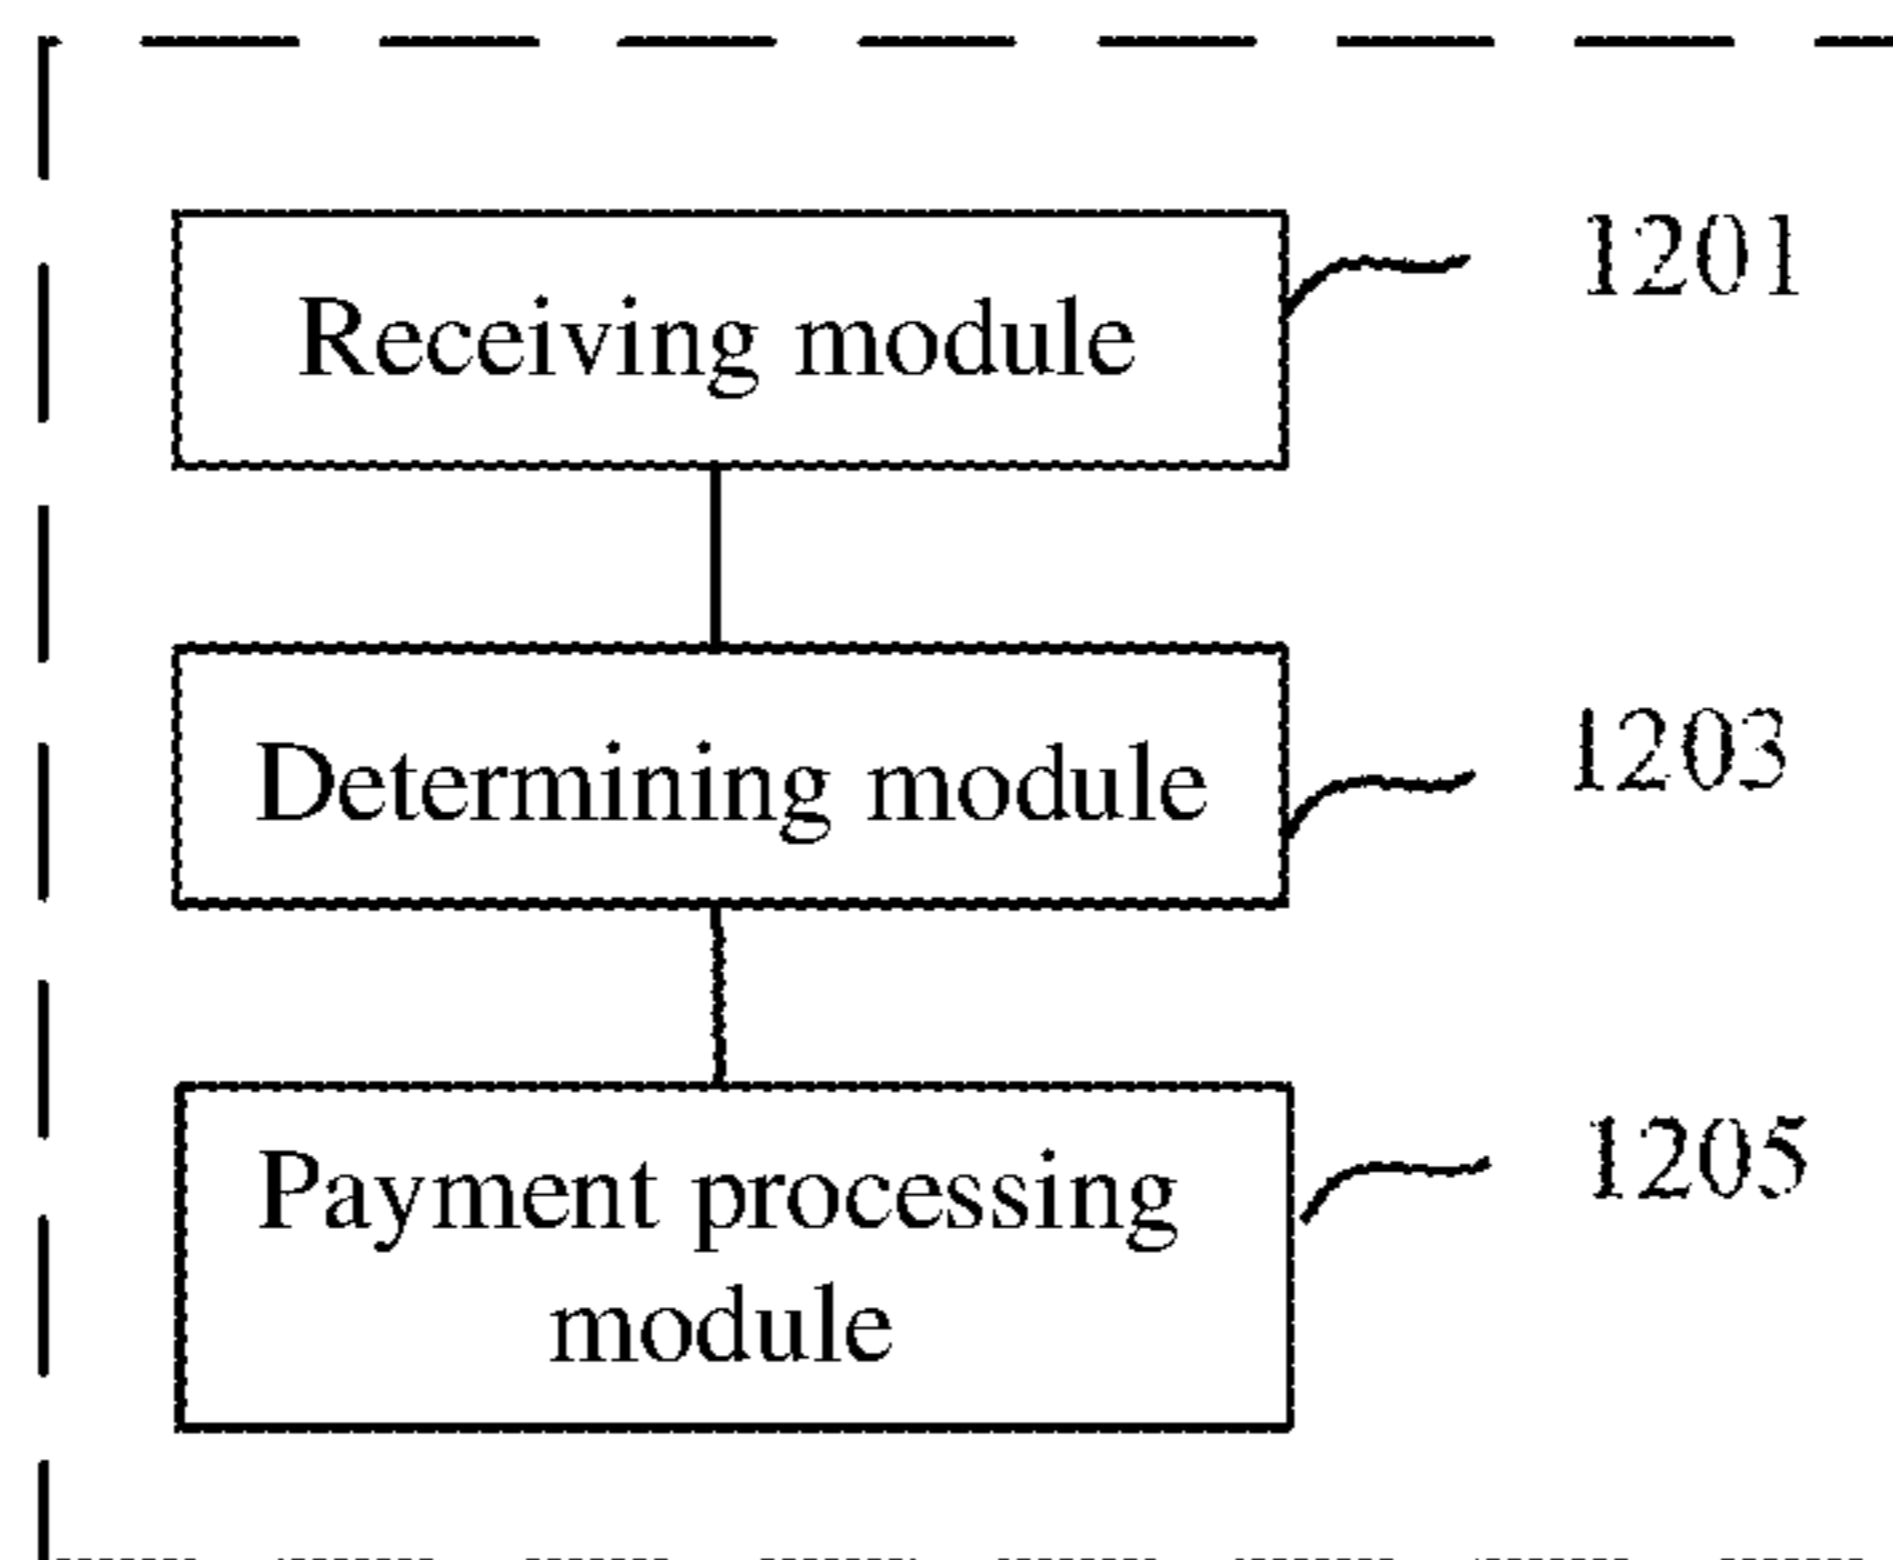 Receiving module
1201
Determining module
1203
Payment processing
module
1205